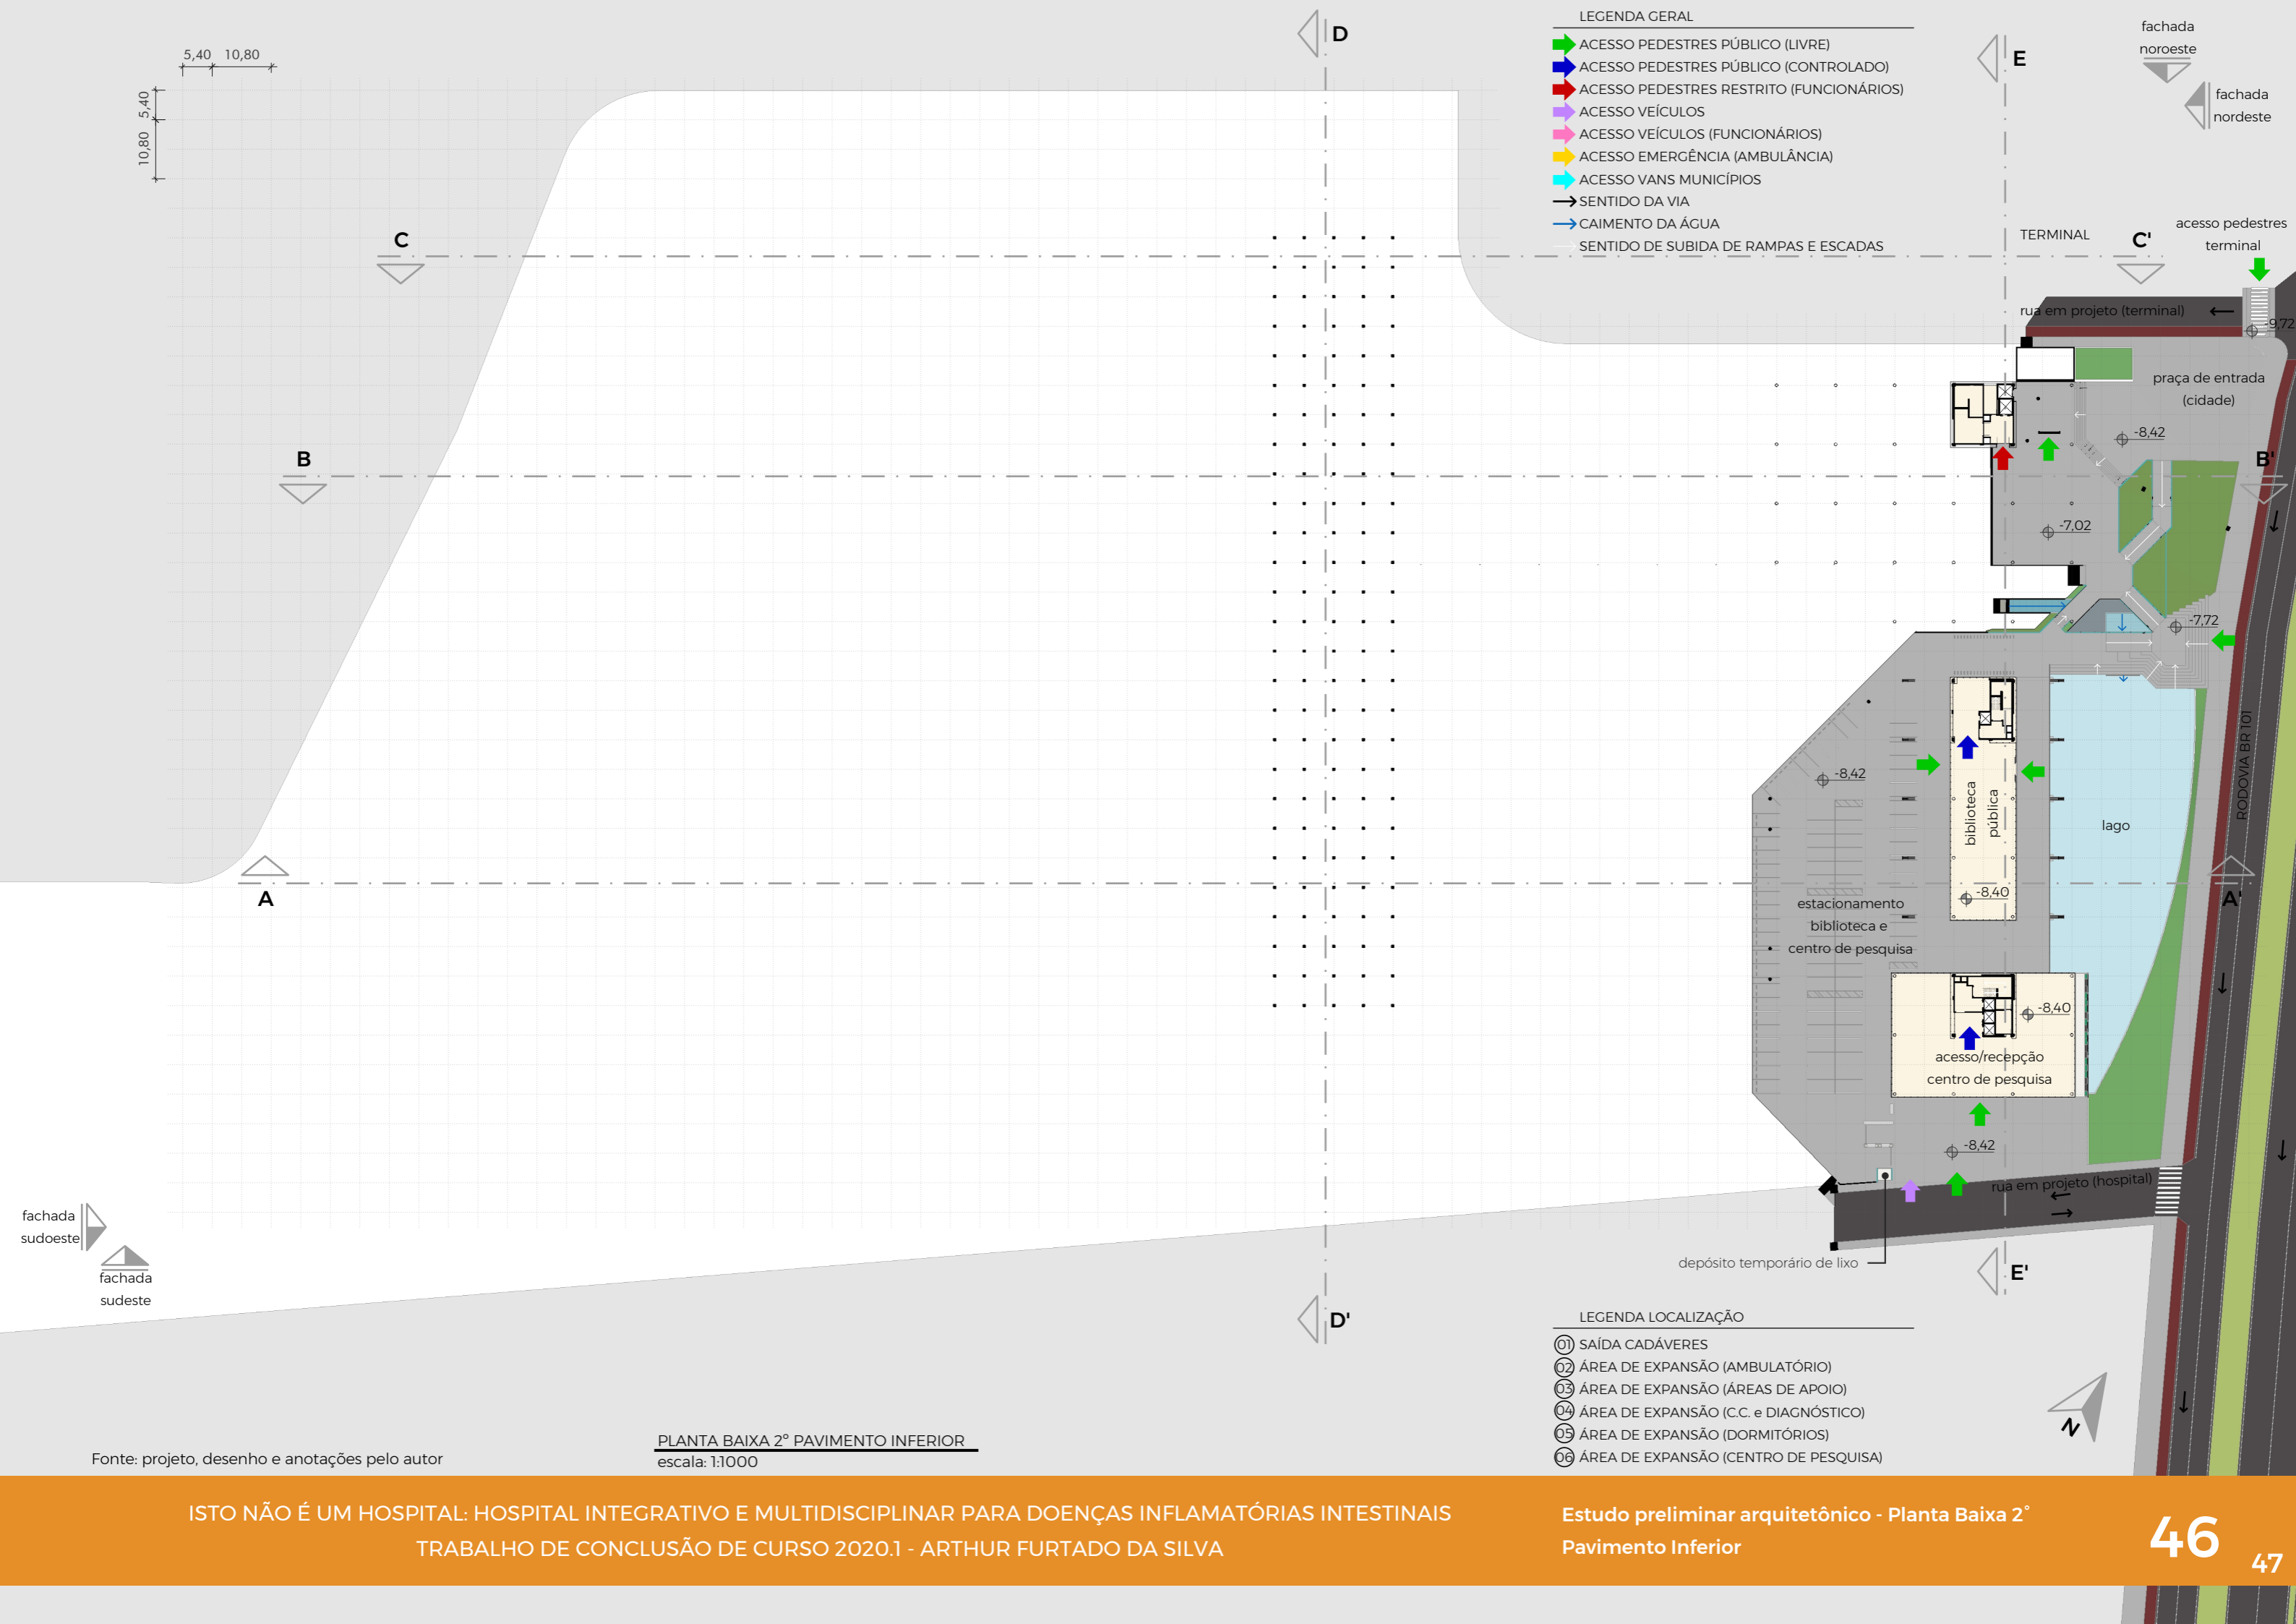 D
LEGENDA GERAL
ACESSO PEDESTRES PÚBLICO (LIVRE)
ACESSO PEDESTRES PÚBLICO (CONTROLADO)
ACESSO PEDESTRES RESTRITO (FUNCIONÁRIOS)
ACESSO VEÍCULOS
ACESSO VEÍCULOS (FUNCIONÁRIOS)
ACESSO EMERGÊNCIA (AMBULÂNCIA)
ACESSO VANS MUNICÍPIOS
SENTIDO DA VIA
CAIMENTO DA ÁGUA
SENTIDO DE SUBIDA DE RAMPAS E ESCADAS
E
fachada
noroeste
fachada
nordeste
5,40 10,80
5,40
10,80
C
TERMINAL
C'
acesso pedestres
terminal
rua em projeto (terminal)
-9,72
praça de entrada
(cidade)
-8,42
B
B'
-7,02
-7,72
RODOVIA BR 101
-8,42
biblioteca
pública
lago
-8,40
A
A'
estacionamento
biblioteca e
centro de pesquisa
-8,40
acesso/recepção
centro de pesquisa
-8,42
rua em projeto (hospital)
fachada
sudoeste
fachada
sudeste
depósito temporário de lixo
E'
D'
LEGENDA LOCALIZAÇÃO
01 SAÍDA CADÁVERES
02 ÁREA DE EXPANSÃO (AMBULATÓRIO)
03 ÁREA DE EXPANSÃO (ÁREAS DE APOIO)
04 ÁREA DE EXPANSÃO (C.C. e DIAGNÓSTICO)
05 ÁREA DE EXPANSÃO (DORMITÓRIOS)
06 ÁREA DE EXPANSÃO (CENTRO DE PESQUISA)
N
PLANTA BAIXA 2º PAVIMENTO INFERIOR
escala: 1:1000
Fonte: projeto, desenho e anotações pelo autor
ISTO NÃO É UM HOSPITAL: HOSPITAL INTEGRATIVO E MULTIDISCIPLINAR PARA DOENÇAS INFLAMATÓRIAS INTESTINAIS
TRABALHO DE CONCLUSÃO DE CURSO 2020.1 - ARTHUR FURTADO DA SILVA
Estudo preliminar arquitetônico - Planta Baixa 2°
Pavimento Inferior
46
47